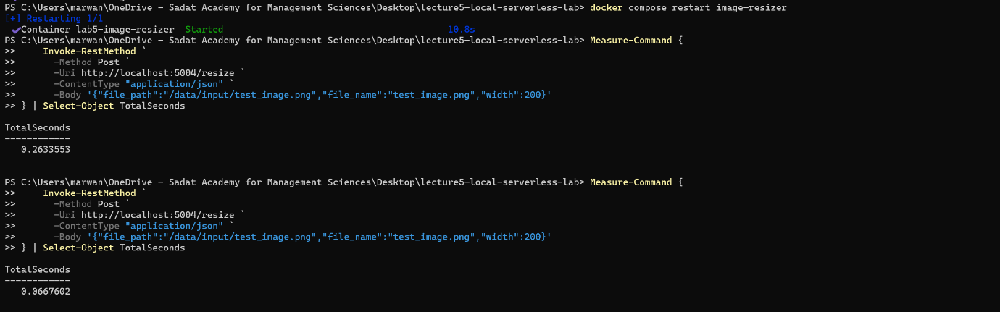 PS C:\Users\marwan\OneDrive - Sadat Academy for Management Sciences\Desktop\lecture5-local-serverless-lab> docker compose restart image-resizer
[+] Restarting 1/1
✔Container lab5-image-resizer  Started                                         10.8s
PS C:\Users\marwan\OneDrive - Sadat Academy for Management Sciences\Desktop\lecture5-local-serverless-lab> Measure-Command {
>>     Invoke-RestMethod `
>>       -Method Post `
>>       -Uri http://localhost:5004/resize `
>>       -ContentType "application/json" `
>>       -Body '{"file_path":"/data/input/test_image.png","file_name":"test_image.png","width":200}'
>> } | Select-Object TotalSeconds
TotalSeconds
------------
0.2633553
PS C:\Users\marwan\OneDrive - Sadat Academy for Management Sciences\Desktop\lecture5-local-serverless-lab> Measure-Command {
>>     Invoke-RestMethod `
>>       -Method Post `
>>       -Uri http://localhost:5004/resize `
>>       -ContentType "application/json" `
>>       -Body '{"file_path":"/data/input/test_image.png","file_name":"test_image.png","width":200}'
>> } | Select-Object TotalSeconds
TotalSeconds
------------
0.0667602